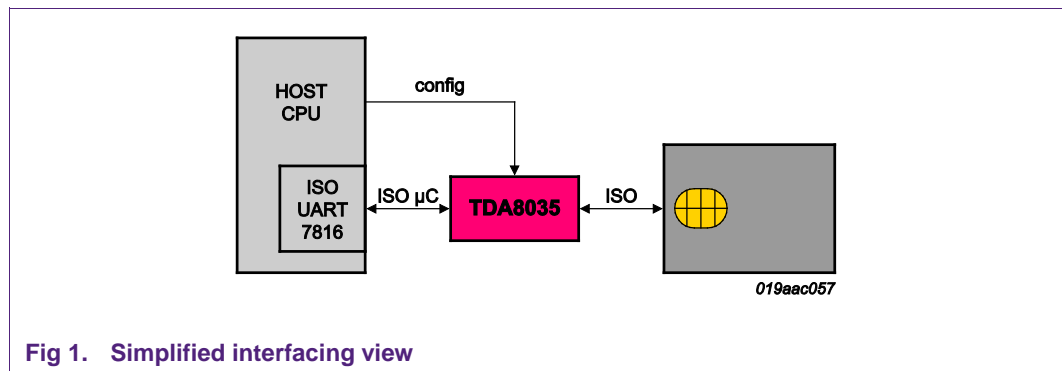 HOST
CPU
config
ISO
UART
7816
ISO µC
TDA8035
ISO
019aac057
Fig 1. Simplified interfacing view